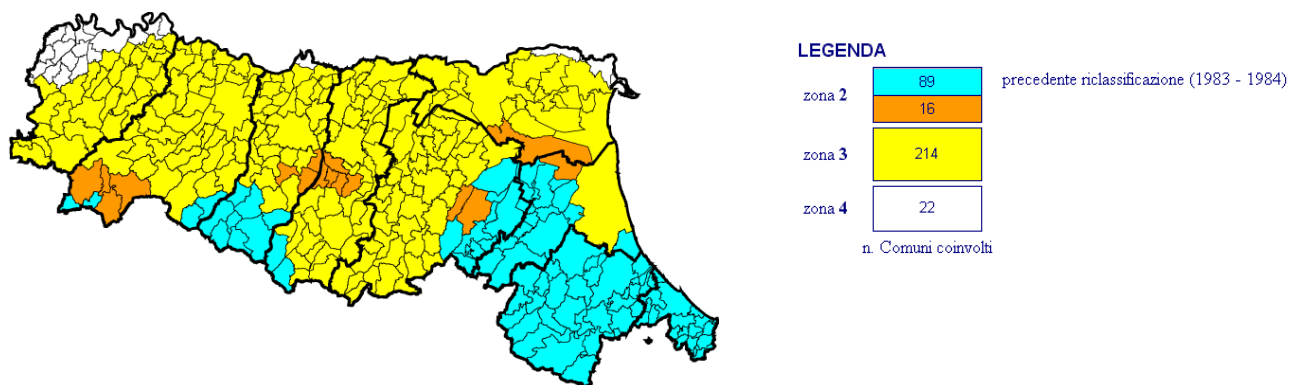 LEGENDA
zona 2
89
precedente riclassificazione (1983 - 1984)
16
zona 3
214
zona 4
22
n. Comuni coinvolti